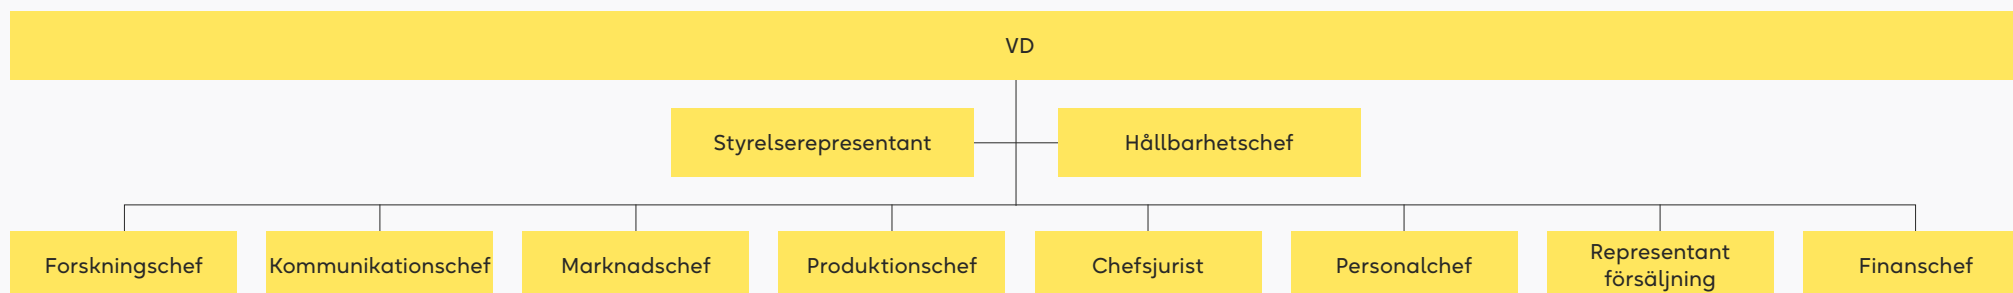 VD
Styrelserepresentant
Hållbarhetschef
Forskningschef
Kommunikationschef
Marknadschef
Produktionschef
Chefsjurist
Personalchef
Representant
försäljning
Finanschef